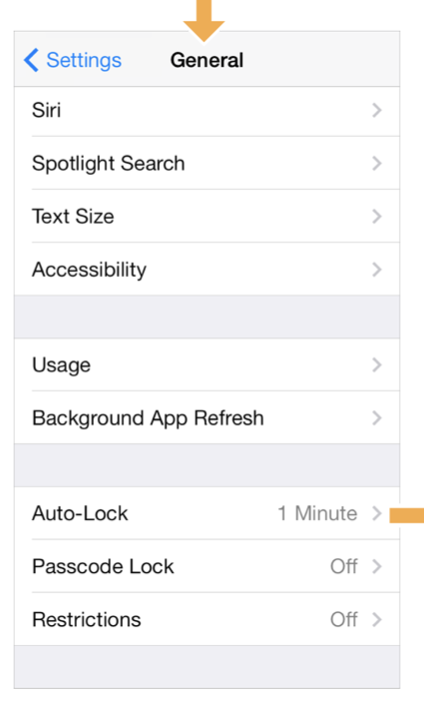 Settings General
Siri
Spotlight Search
Text Size
Accessibility
Usage
Background App Refresh
Auto-Lock 1 Minute
Passcode Lock Off
Restrictions Off